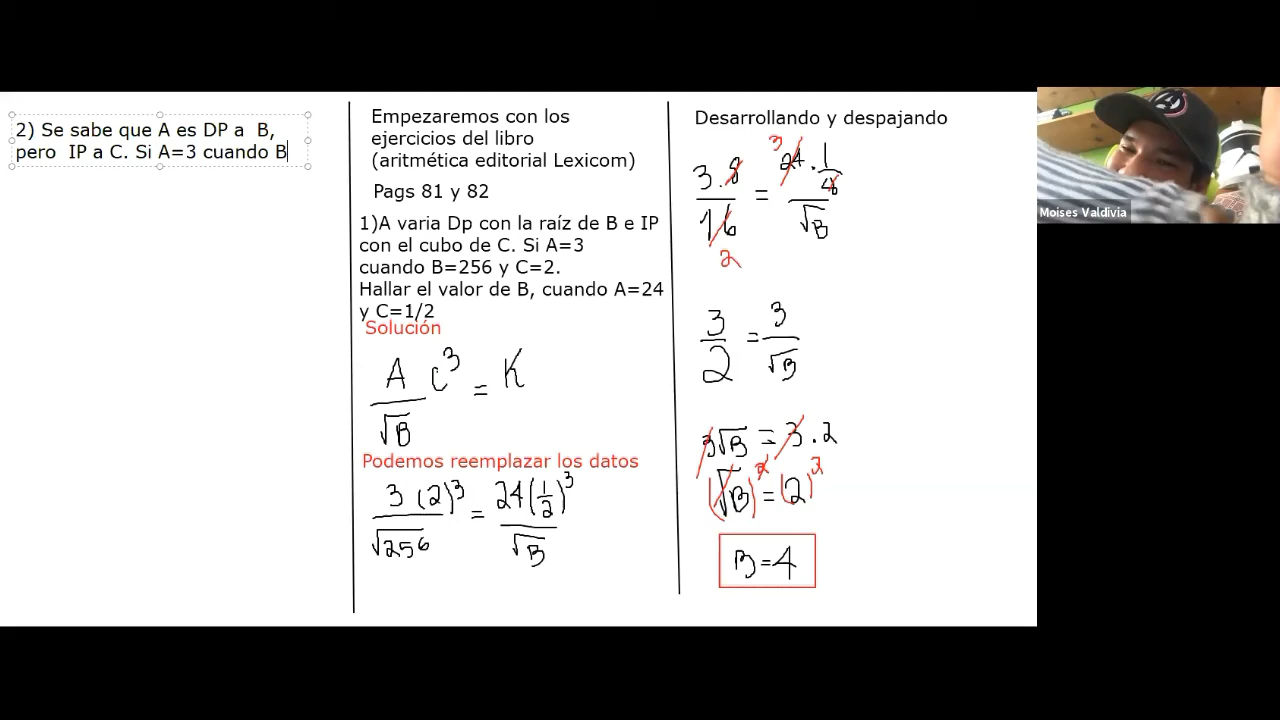 2) Se sabe que A es DP a B,
pero IP a C. Si A=3 cuando B
Empezaremos con los
ejercicios del libro
(aritmética editorial Lexicom)
Pags 81 y 82
1)A varia Dp con la raíz de B e IP
con el cubo de C. Si A=3
cuando B=256 y C=2.
Hallar el valor de B, cuando A=24
y C=1/2
Solución
A/√B C³ = K
Podemos reemplazar los datos
3(2)³/√256 = 24(1/2)³/√B
Desarrollando y despajando
3
3.8/16 = 24.1/8/√B
2
3/2 = 3/√B
3√B = 3.2
(√B)² = (2)²
B=4
Moises Valdivia